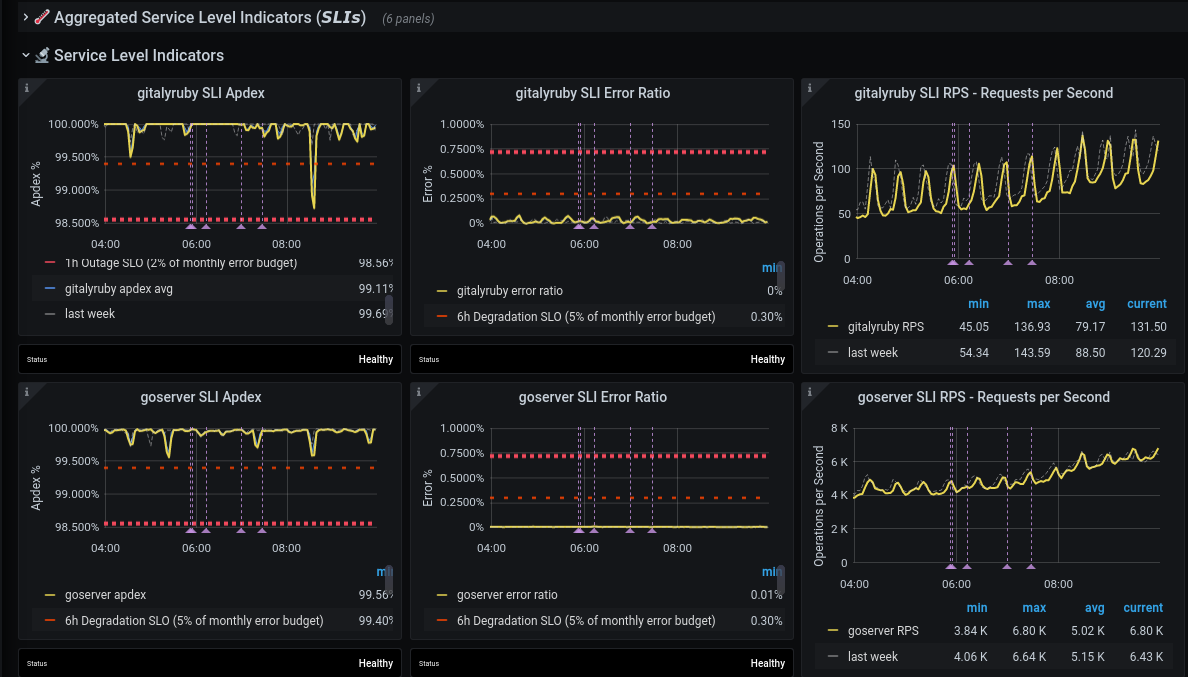 Aggregated Service Level Indicators (SLIs) (6 panels)
Service Level Indicators
gitalyruby SLI Apdex
Apdex %
100.000%
99.500%
99.000%
98.500%
04:00 06:00 08:00
1h Outage SLO (2% of monthly error budget) 98.56%
gitalyruby apdex avg 99.11%
last week 99.69%
gitalyruby SLI Error Ratio
Error %
1.0000%
0.7500%
0.5000%
0.2500%
0%
04:00 06:00 08:00
min
gitalyruby error ratio 0%
6h Degradation SLO (5% of monthly error budget) 0.30%
gitalyruby SLI RPS - Requests per Second
Operations per Second
150
100
50
0
04:00 06:00 08:00
min max avg current
gitalyruby RPS 45.05 136.93 79.17 131.50
last week 54.34 143.59 88.50 120.29
Status Healthy
Status Healthy
goserver SLI Apdex
Apdex %
100.000%
99.500%
99.000%
98.500%
04:00 06:00 08:00
min
goserver apdex 99.56%
6h Degradation SLO (5% of monthly error budget) 99.40%
goserver SLI Error Ratio
Error %
1.0000%
0.7500%
0.5000%
0.2500%
0%
04:00 06:00 08:00
min
goserver error ratio 0.01%
6h Degradation SLO (5% of monthly error budget) 0.30%
goserver SLI RPS - Requests per Second
Operations per Second
8 K
6 K
4 K
2 K
0
04:00 06:00 08:00
min max avg current
goserver RPS 3.84 K 6.80 K 5.02 K 6.80 K
last week 4.06 K 6.64 K 5.15 K 6.43 K
Status Healthy
Status Healthy